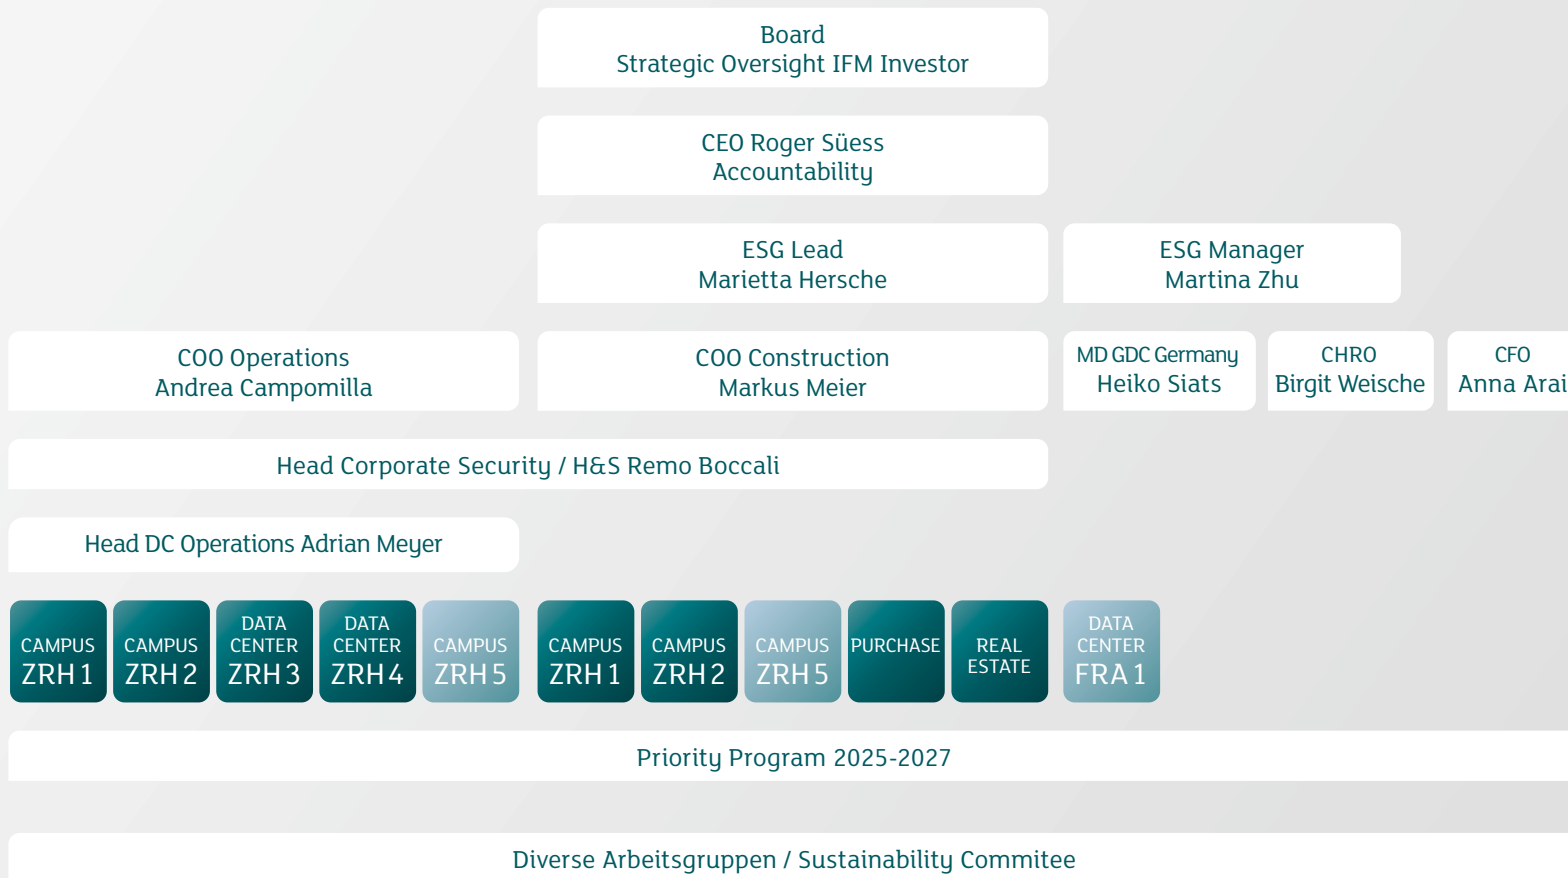 Board
Strategic Oversight IFM Investor
CEO Roger Süess
Accountability
ESG Lead
Marietta Hersche
ESG Manager
Martina Zhu
COO Operations
Andrea Campomilla
COO Construction
Markus Meier
MD GDC Germany
Heiko Siats
CHRO
Birgit Weische
CFO
Anna Arai
Head Corporate Security / H&S Remo Boccali
Head DC Operations Adrian Meyer
CAMPUS
ZRH 1
CAMPUS
ZRH 2
DATA
CENTER
ZRH 3
DATA
CENTER
ZRH 4
CAMPUS
ZRH 5
CAMPUS
ZRH 1
CAMPUS
ZRH 2
CAMPUS
ZRH 5
PURCHASE
REAL
ESTATE
DATA
CENTER
FRA 1
Priority Program 2025-2027
Diverse Arbeitsgruppen / Sustainability Commitee